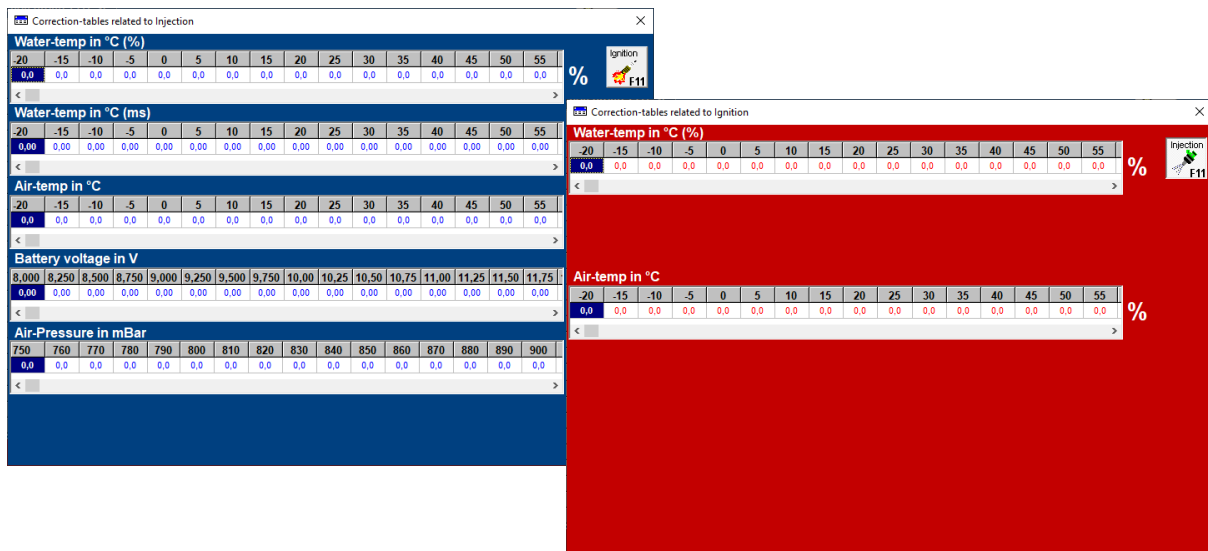 Correction-tables related to Injection
Water-temp in °C (%)
-20 -15 -10 -5 0 5 10 15 20 25 30 35 40 45 50 55
0,0 0,0 0,0 0,0 0,0 0,0 0,0 0,0 0,0 0,0 0,0 0,0 0,0 0,0 0,0 0,0
%
Ignition
F11
Water-temp in °C (ms)
-20 -15 -10 -5 0 5 10 15 20 25 30 35 40 45 50 55
0,00 0,00 0,00 0,00 0,00 0,00 0,00 0,00 0,00 0,00 0,00 0,00 0,00 0,00 0,00 0,00
Air-temp in °C
-20 -15 -10 -5 0 5 10 15 20 25 30 35 40 45 50 55
0,0 0,0 0,0 0,0 0,0 0,0 0,0 0,0 0,0 0,0 0,0 0,0 0,0 0,0 0,0 0,0
Battery voltage in V
8,000 8,250 8,500 8,750 9,000 9,250 9,500 9,750 10,00 10,25 10,50 10,75 11,00 11,25 11,50 11,75
0,00 0,00 0,00 0,00 0,00 0,00 0,00 0,00 0,00 0,00 0,00 0,00 0,00 0,00 0,00 0,00
Air-Pressure in mBar
750 760 770 780 790 800 810 820 830 840 850 860 870 880 890 900
0,0 0,0 0,0 0,0 0,0 0,0 0,0 0,0 0,0 0,0 0,0 0,0 0,0 0,0 0,0 0,0
Correction-tables related to Ignition
Water-temp in °C (%)
-20 -15 -10 -5 0 5 10 15 20 25 30 35 40 45 50 55
0,0 0,0 0,0 0,0 0,0 0,0 0,0 0,0 0,0 0,0 0,0 0,0 0,0 0,0 0,0 0,0
%
Injection
F11
Air-temp in °C
-20 -15 -10 -5 0 5 10 15 20 25 30 35 40 45 50 55
0,0 0,0 0,0 0,0 0,0 0,0 0,0 0,0 0,0 0,0 0,0 0,0 0,0 0,0 0,0 0,0
%